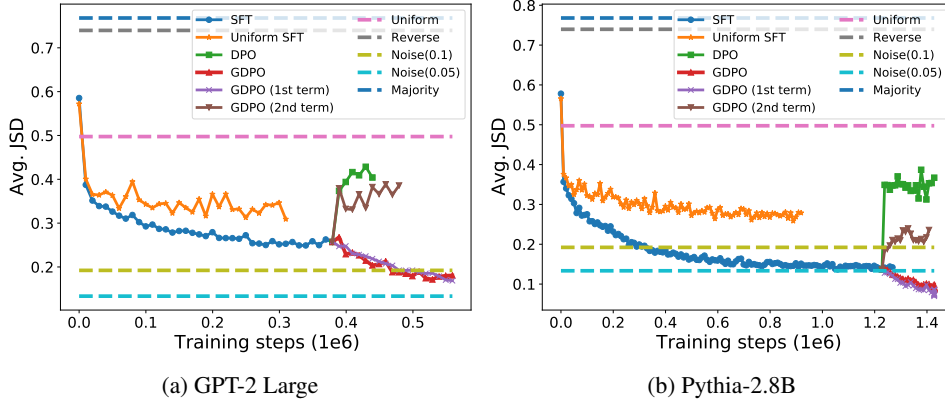 SFT
Uniform SFT
DPO
GDPO
GDPO (1st term)
GDPO (2nd term)
Uniform
Reverse
Noise(0.1)
Noise(0.05)
Majority
Avg. JSD
0.7
0.6
0.5
0.4
0.3
0.2
0.0
0.1
0.2
0.3
0.4
0.5
Training steps (1e6)
(a) GPT-2 Large
SFT
Uniform SFT
DPO
GDPO
GDPO (1st term)
GDPO (2nd term)
Uniform
Reverse
Noise(0.1)
Noise(0.05)
Majority
Avg. JSD
0.8
0.7
0.6
0.5
0.4
0.3
0.2
0.1
0.0
0.2
0.4
0.6
0.8
1.0
1.2
1.4
Training steps (1e6)
(b) Pythia-2.8B